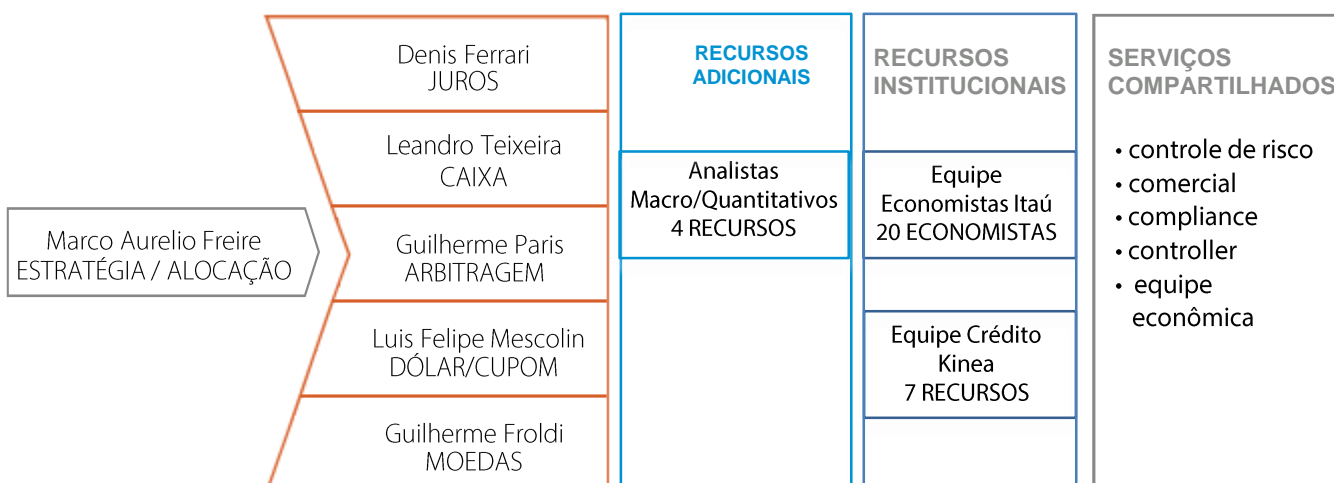 Marco Aurelio Freire
ESTRATÉGIA / ALOCAÇÃO
Denis Ferrari
JUROS
Leandro Teixeira
CAIXA
Guilherme Paris
ARBITRAGEM
Luis Felipe Mescolin
DÓLAR/CUPOM
Guilherme Froldi
MOEDAS
RECURSOS
ADICIONAIS
Analistas
Macro/Quantitativos
4 RECURSOS
RECURSOS
INSTITUCIONAIS
Equipe
Economistas Itaú
20 ECONOMISTAS
Equipe Crédito
Kinea
7 RECURSOS
SERVIÇOS
COMPARTILHADOS
• controle de risco
• comercial
• compliance
• controller
• equipe
econômica